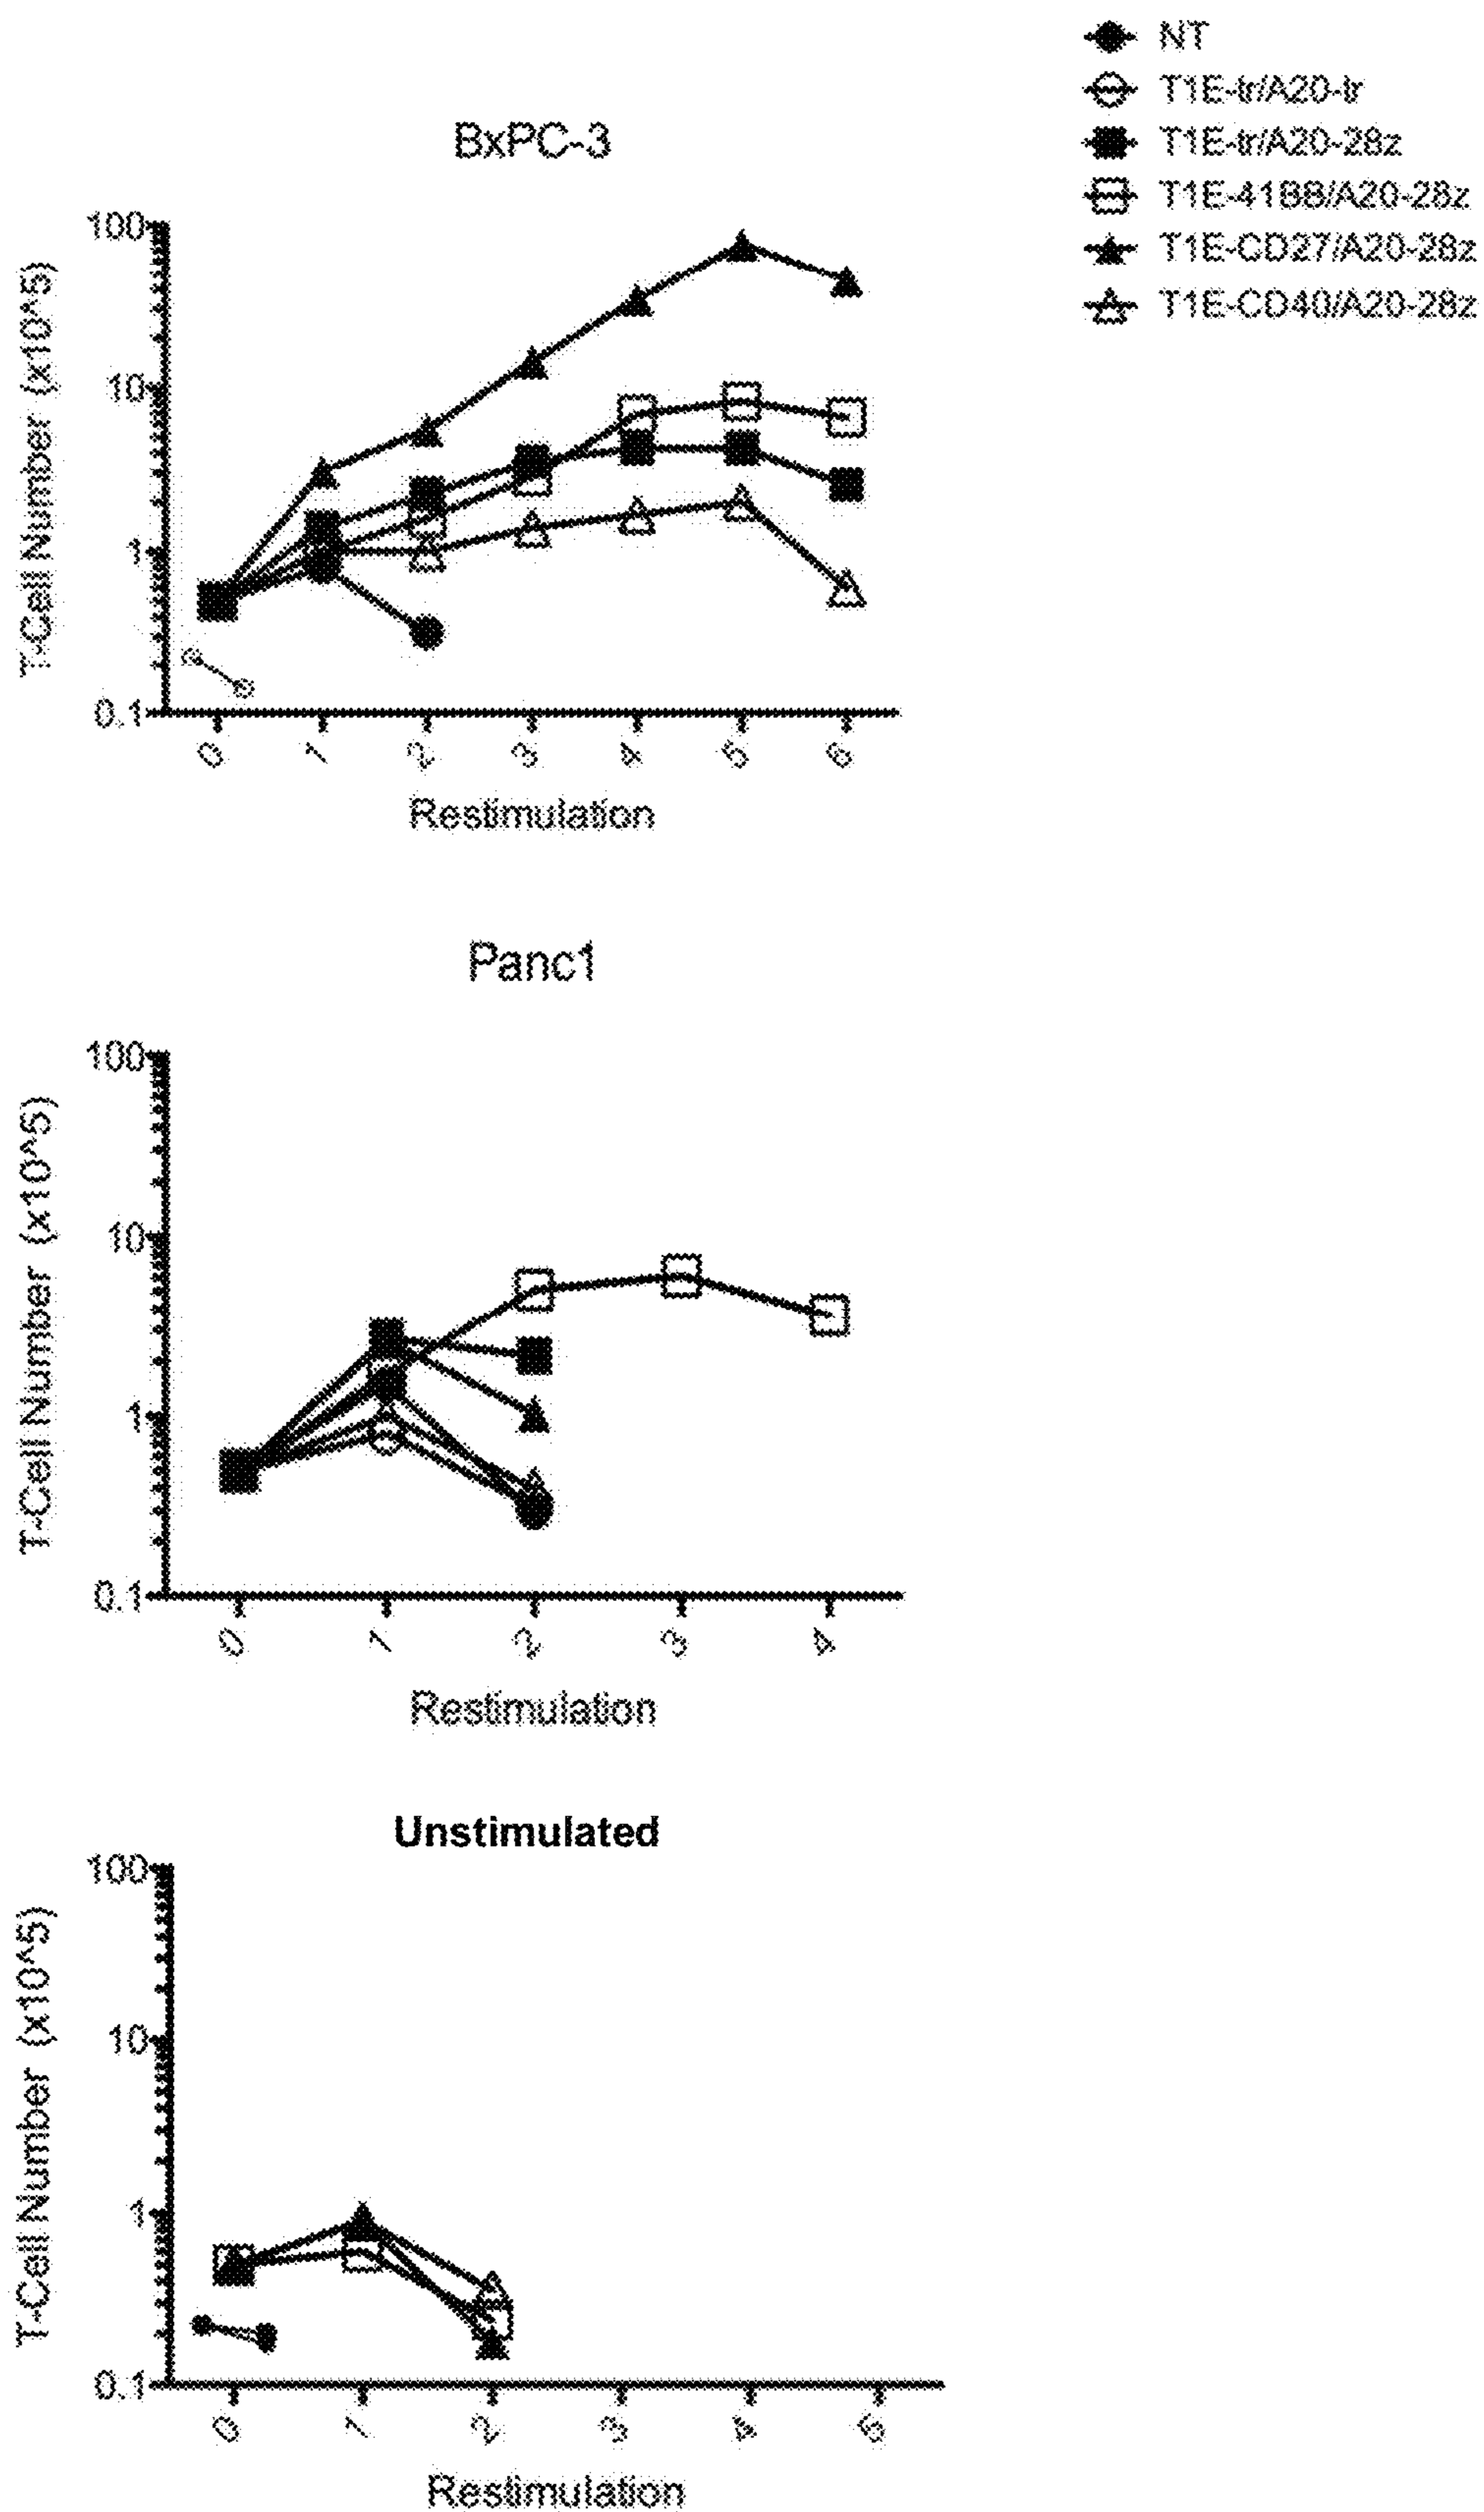 NT
T1E-tr/A20-tr
T1E-tr/A20-28z
T1E-41BB/A20-28z
T1E-CD27/A20-28z
T1E-CD40/A20-28z
BxPC-3
T-Cell Number (x10^5)
100
10
1
0.1
0 1 2 3 4 5 6
Restimulation
Panc1
T-Cell Number (x10^5)
100
10
1
0.1
0 1 2 3 4
Restimulation
Unstimulated
T-Cell Number (x10^5)
100
10
1
0.1
0 1 2 3 4 5
Restimulation